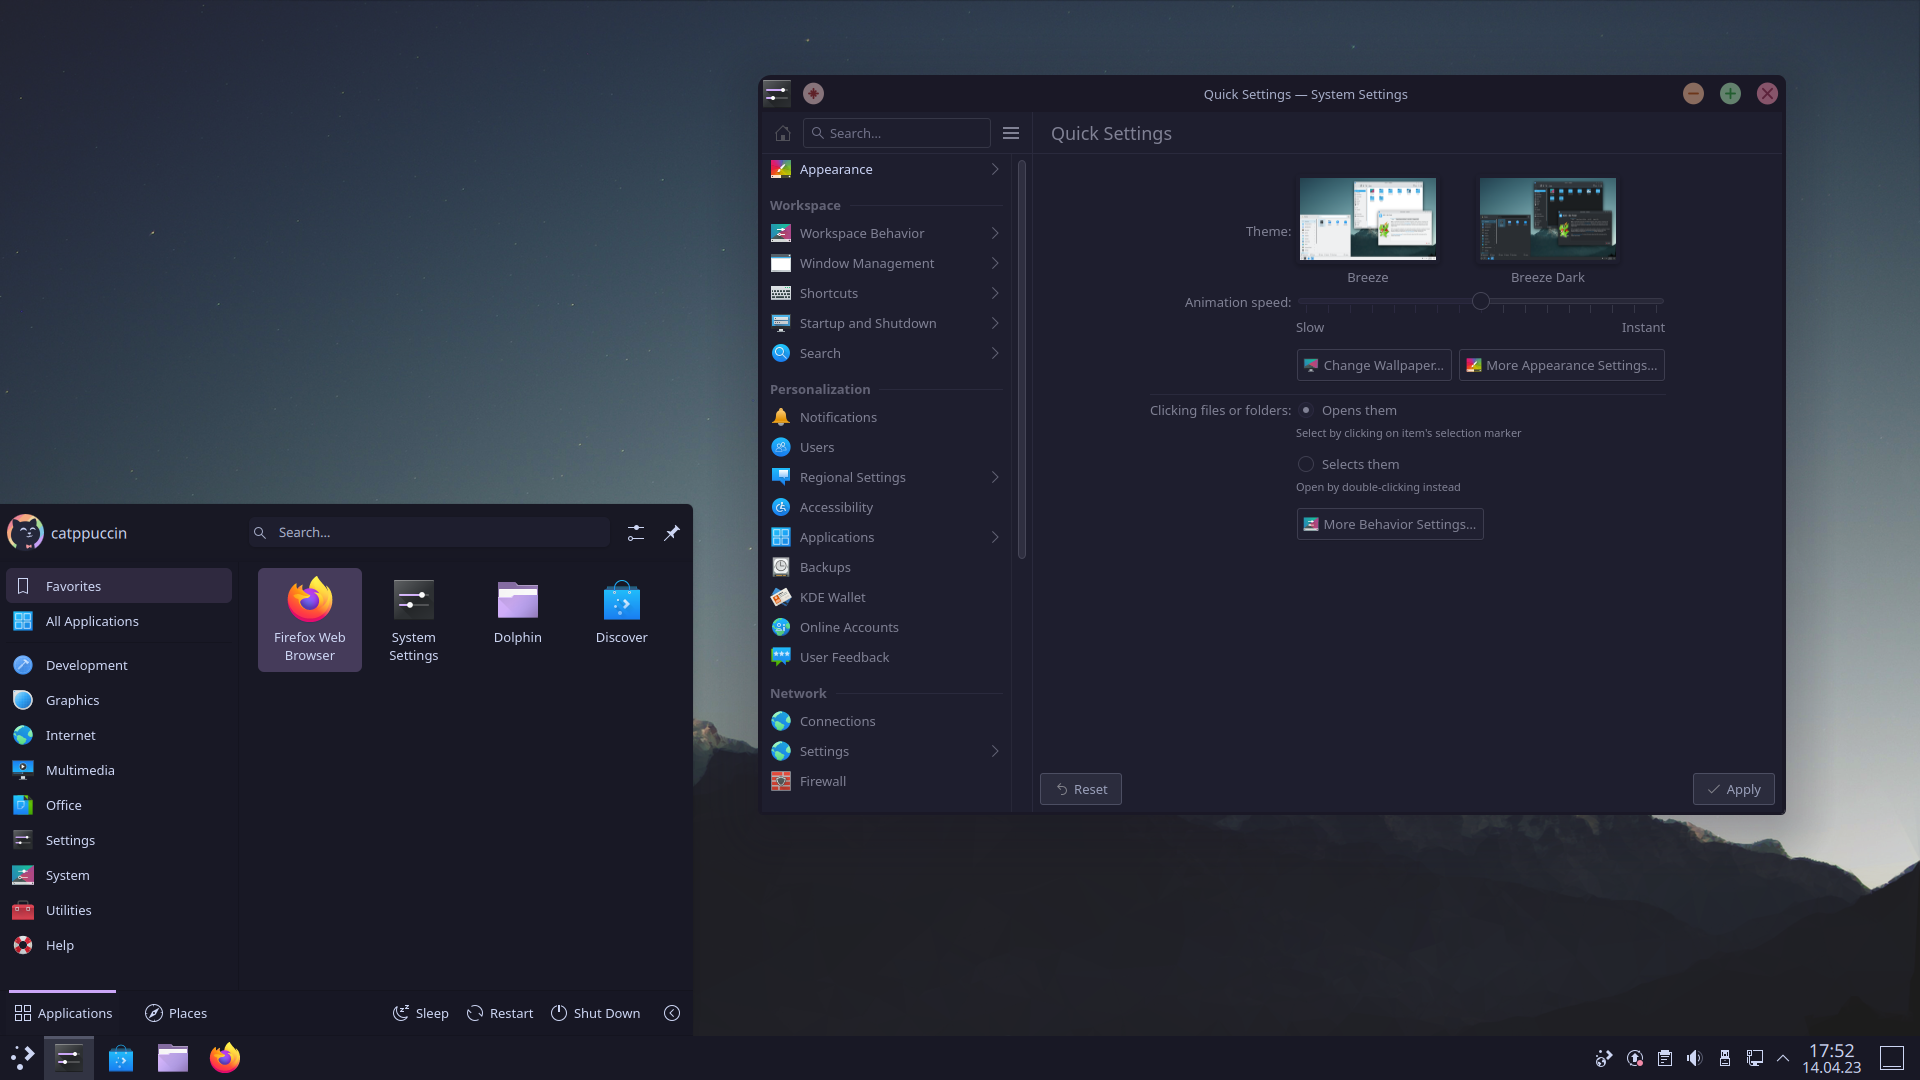 Quick Settings — System Settings
Search...
Quick Settings
Appearance
Workspace
Workspace Behavior
Window Management
Shortcuts
Startup and Shutdown
Search
Personalization
Notifications
Users
Regional Settings
Accessibility
Applications
Backups
KDE Wallet
Online Accounts
User Feedback
Network
Connections
Settings
Firewall
Theme:
Breeze
Breeze Dark
Animation speed:
Slow
Instant
Change Wallpaper...
More Appearance Settings...
Clicking files or folders:
Opens them
Select by clicking on item's selection marker
Selects them
Open by double-clicking instead
More Behavior Settings...
Reset
Apply
catppuccin
Search...
Favorites
All Applications
Development
Graphics
Internet
Multimedia
Office
Settings
System
Utilities
Help
Firefox Web
Browser
System
Settings
Dolphin
Discover
Applications
Places
Sleep
Restart
Shut Down
17:52
14.04.23